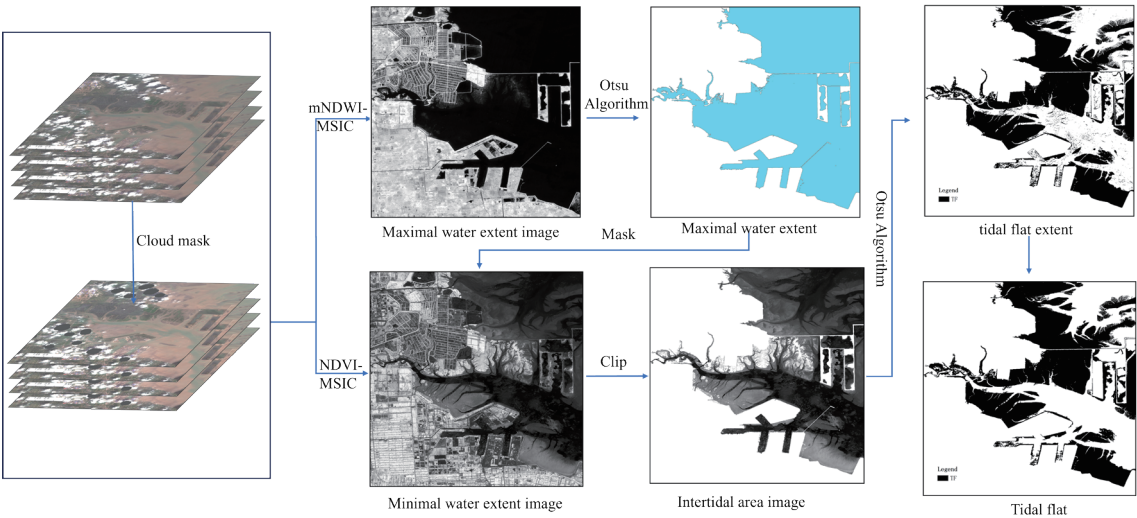 Cloud mask
mNDWI-
MSIC
NDVI-
MSIC
Maximal water extent image
Otsu
Algorithm
Maximal water extent
Mask
Minimal water extent image
Clip
Intertidal area image
Otsu Algorithm
Legend
TF
tidal flat extent
Legend
TF
Tidal flat